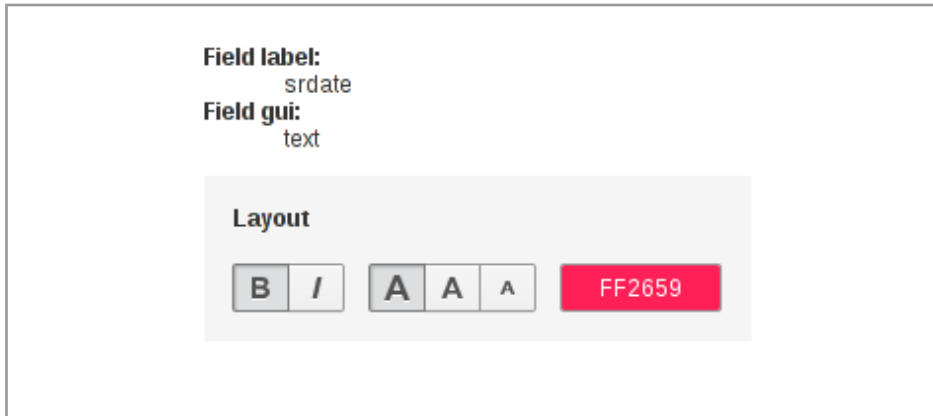 Field label:
srdate
Field gui:
text
Layout
B I A A A FF2659